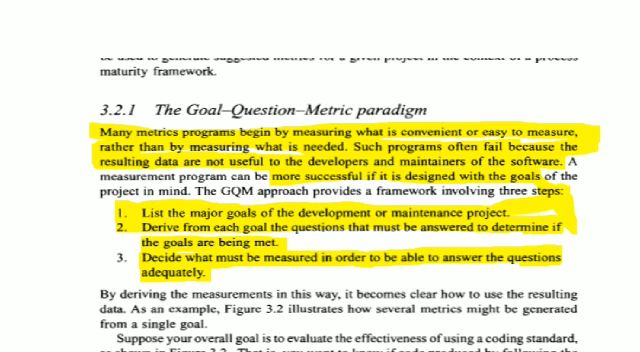 maturity framework.
3.2.1 The Goal–Question–Metric paradigm
Many metrics programs begin by measuring what is convenient or easy to measure,
rather than by measuring what is needed. Such programs often fail because the
resulting data are not useful to the developers and maintainers of the software. A
measurement program can be more successful if it is designed with the goals of the
project in mind. The GQM approach provides a framework involving three steps:
1. List the major goals of the development or maintenance project.
2. Derive from each goal the questions that must be answered to determine if
the goals are being met.
3. Decide what must be measured in order to be able to answer the questions
adequately.
By deriving the measurements in this way, it becomes clear how to use the resulting
data. As an example, Figure 3.2 illustrates how several metrics might be generated
from a single goal.
Suppose your overall goal is to evaluate the effectiveness of using a coding standard,